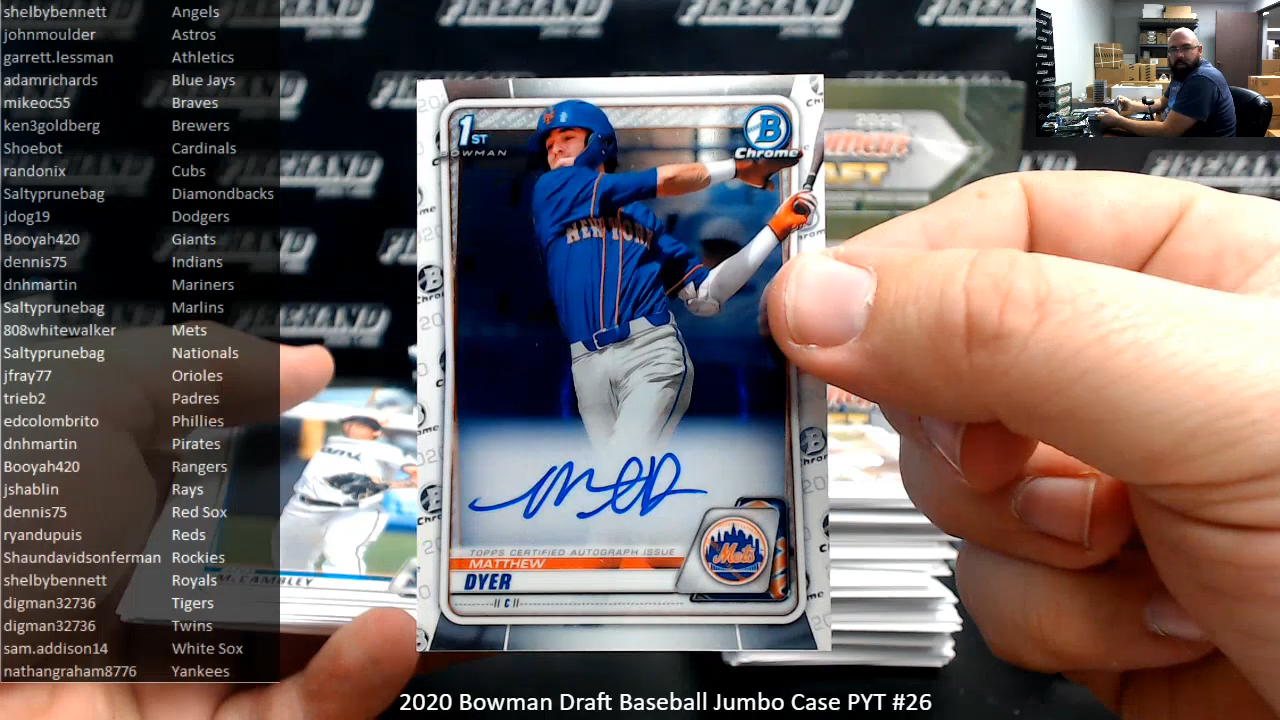 shelbybennett Angels
johnmoulder Astros
garrett.lessman Athletics
adamrichards Blue Jays
mikeoc55 Braves
ken3goldberg Brewers
Shoebot Cardinals
randonix Cubs
Saltyprunebag Diamondbacks
jdog19 Dodgers
Booyah420 Giants
dennis75 Indians
dnhmartin Mariners
Saltyprunebag Marlins
808whitewalker Mets
Saltyprunebag Nationals
jfray77 Orioles
trieb2 Padres
edcolombrito Phillies
dnhmartin Pirates
Booyah420 Rangers
jshablin Rays
dennis75 Red Sox
ryandupuis Reds
Shaundavidsonferman Rockies
shelbybennett Royals
digman32736 Tigers
digman32736 Twins
sam.addison14 White Sox
nathangraham8776 Yankees
FIREHAND
1ST
BOWMAN
B
Chrome
NEW YORK
TOPPS CERTIFIED AUTOGRAPH ISSUE
MATTHEW
DYER
C
Mets
McCAMBLEY
2020 Bowman Draft Baseball Jumbo Case PYT #26